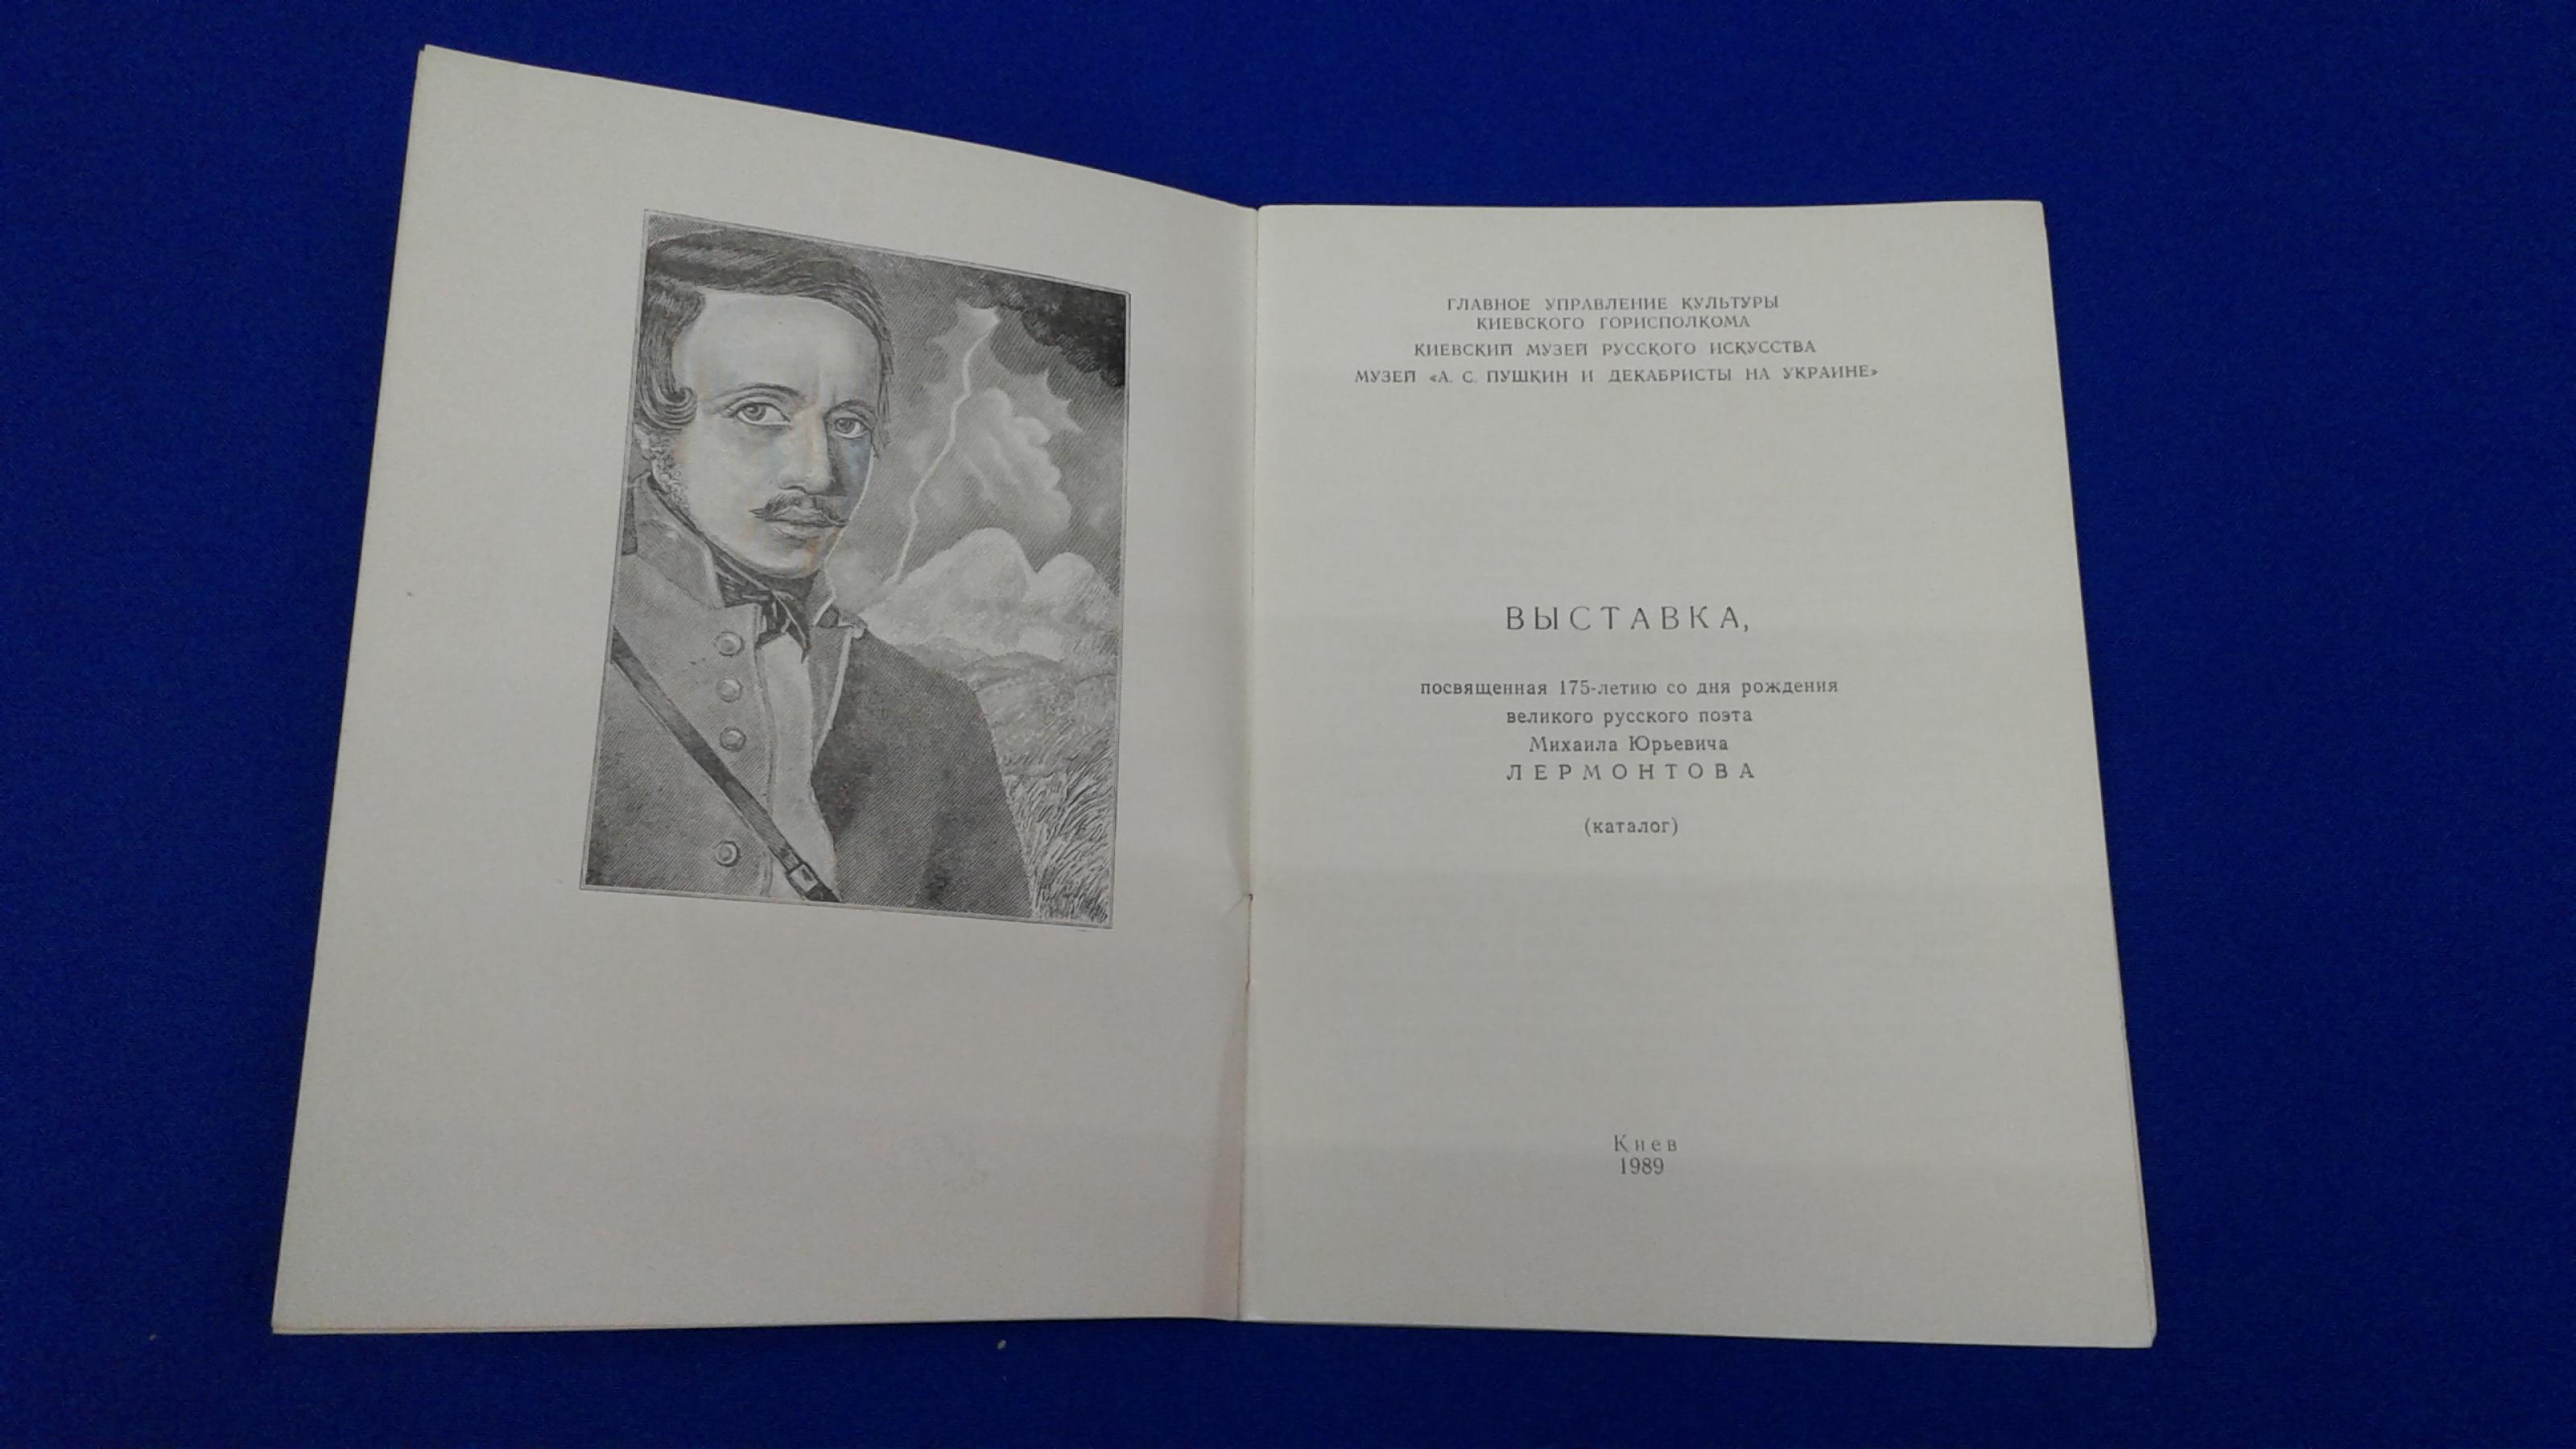 ГЛАВНОЕ УПРАВЛЕНИЕ КУЛЬТУРЫ
КИЕВСКОГО ГОРИСПОЛКОМА
КИЕВСКИЙ МУЗЕЙ РУССКОГО ИСКУССТВА
МУЗЕЙ «А. С. ПУШКИН И ДЕКАБРИСТЫ НА УКРАИНЕ»
ВЫСТАВКА,
посвященная 175-летию со дня рождения
великого русского поэта
Михаила Юрьевича
ЛЕРМОНТОВА
(каталог)
Киев
1989